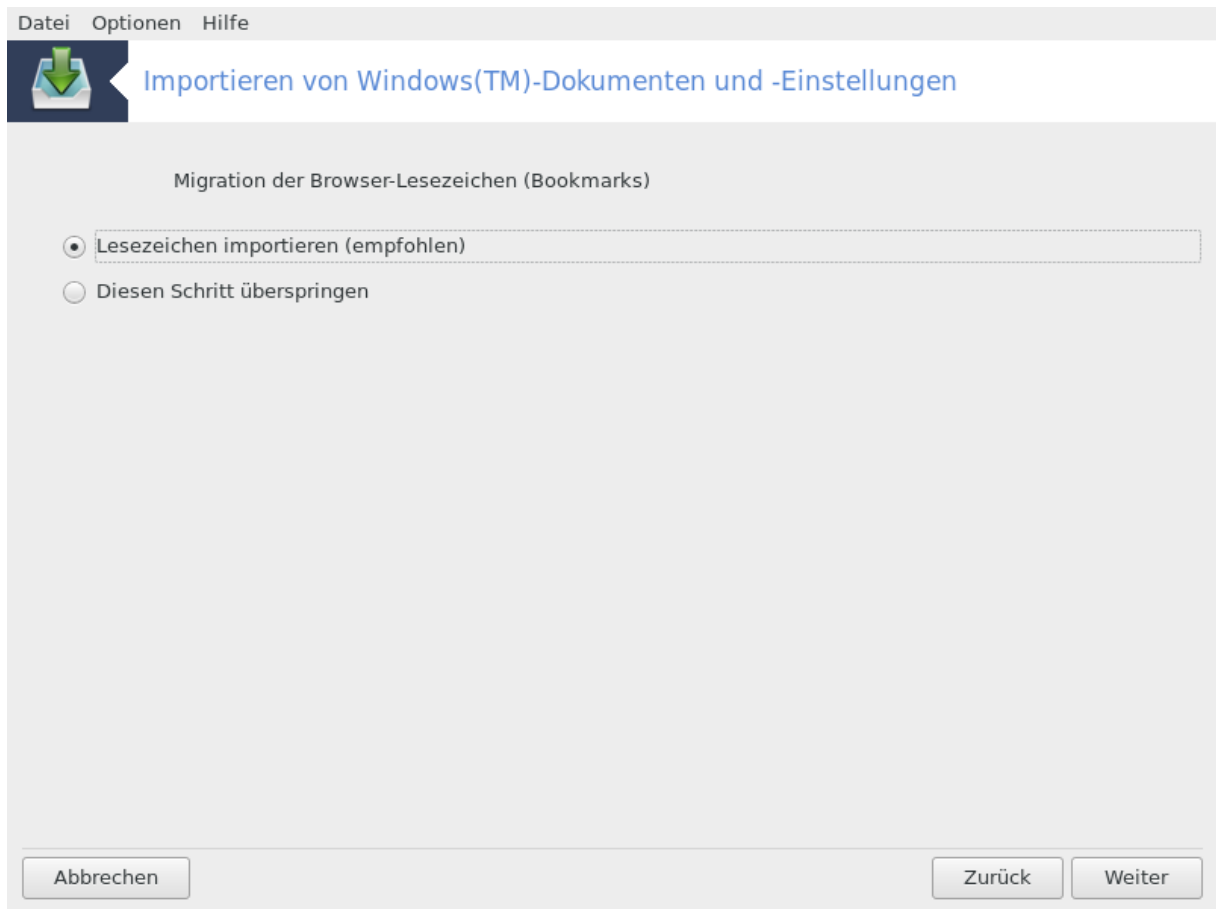 Datei Optionen Hilfe
Importieren von Windows(TM)-Dokumenten und -Einstellungen
Migration der Browser-Lesezeichen (Bookmarks)
Lesezeichen importieren (empfohlen)
Diesen Schritt überspringen
Abbrechen Zurück Weiter